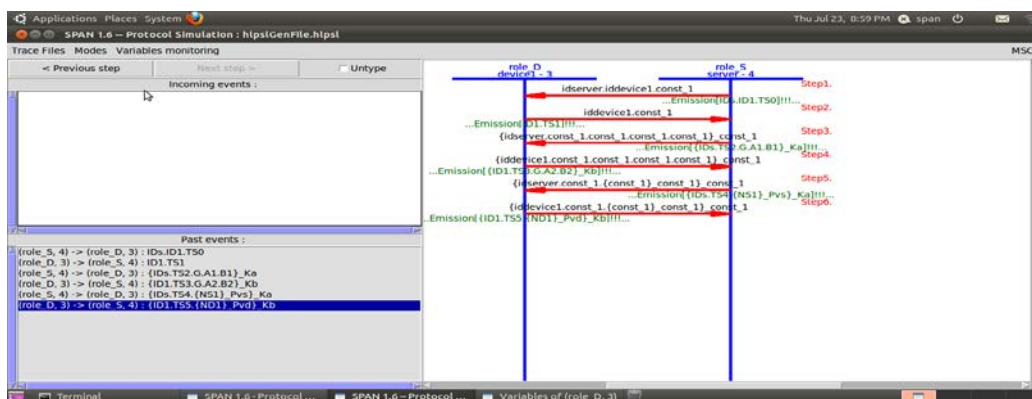 Applications Places System
Thu Jul 23, 8:59 PM span
SPAN 1.6 – Protocol Simulation : hlpslGenFile.hlpsl
Trace Files Modes Variables monitoring
MSC
< Previous step
Next step >
Untype
Incoming events :
Past events :
(role_S, 4) -> (role_D, 3) : IDs.ID1.TS0
(role_D, 3) -> (role_S, 4) : ID1.TS1
(role_S, 4) -> (role_D, 3) : {IDs.TS2.G.A1.B1}_Ka
(role_D, 3) -> (role_S, 4) : {ID1.TS3.G.A2.B2}_Kb
(role_S, 4) -> (role_D, 3) : {IDs.TS4.{NS1}_Pvs}_Ka
(role_D, 3) -> (role_S, 4) : {ID1.TS5.{ND1}_Pvd}_Kb
role_D
device1 - 3
role_S
server - 4
Step1.
idserver.iddevice1.const_1
...Emission[IDs.ID1.TS0]!!!...
Step2.
iddevice1.const_1
...Emission[ID1.TS1]!!!...
Step3.
{idserver.const_1.const_1.const_1.const_1}_const_1
...Emission[{IDs.TS2.G.A1.B1}_Ka]!!!...
Step4.
{iddevice1.const_1.const_1.const_1.const_1}_const_1
...Emission[{ID1.TS3.G.A2.B2}_Kb]!!!...
Step5.
{idserver.const_1.{const_1}_const_1}_const_1
...Emission[{IDs.TS4.{NS1}_Pvs}_Ka]!!!...
Step6.
{iddevice1.const_1.{const_1}_const_1}_const_1
...Emission[{ID1.TS5.{ND1}_Pvd}_Kb]!!!...
Terminal
SPAN 1.6 - Protocol ...
SPAN 1.6 – Protocol ...
Variables of (role_D, 3)